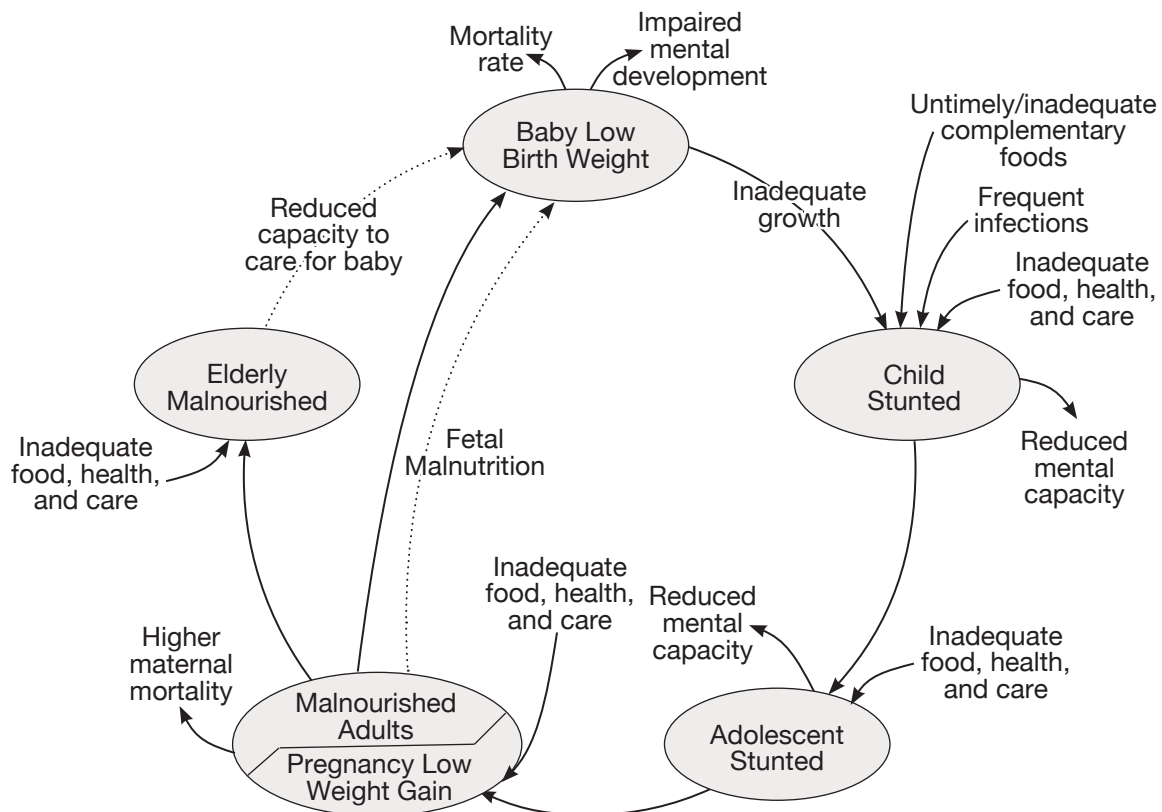 Mortality
rate
Impaired
mental
development
Baby Low
Birth Weight
Untimely/inadequate
complementary
foods
Inadequate
growth
Frequent
infections
Inadequate
food, health,
and care
Reduced
capacity to
care for baby
Elderly
Malnourished
Child
Stunted
Inadequate
food, health,
and care
Fetal
Malnutrition
Reduced
mental
capacity
Inadequate
food, health,
and care
Reduced
mental
capacity
Inadequate
food, health,
and care
Higher
maternal
mortality
Malnourished
Adults
Pregnancy Low
Weight Gain
Adolescent
Stunted